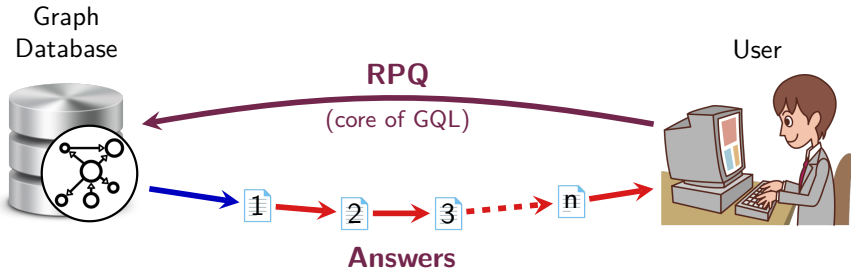 Graph
Database
User
RPQ
(core of GQL)
1
2
3
n
Answers